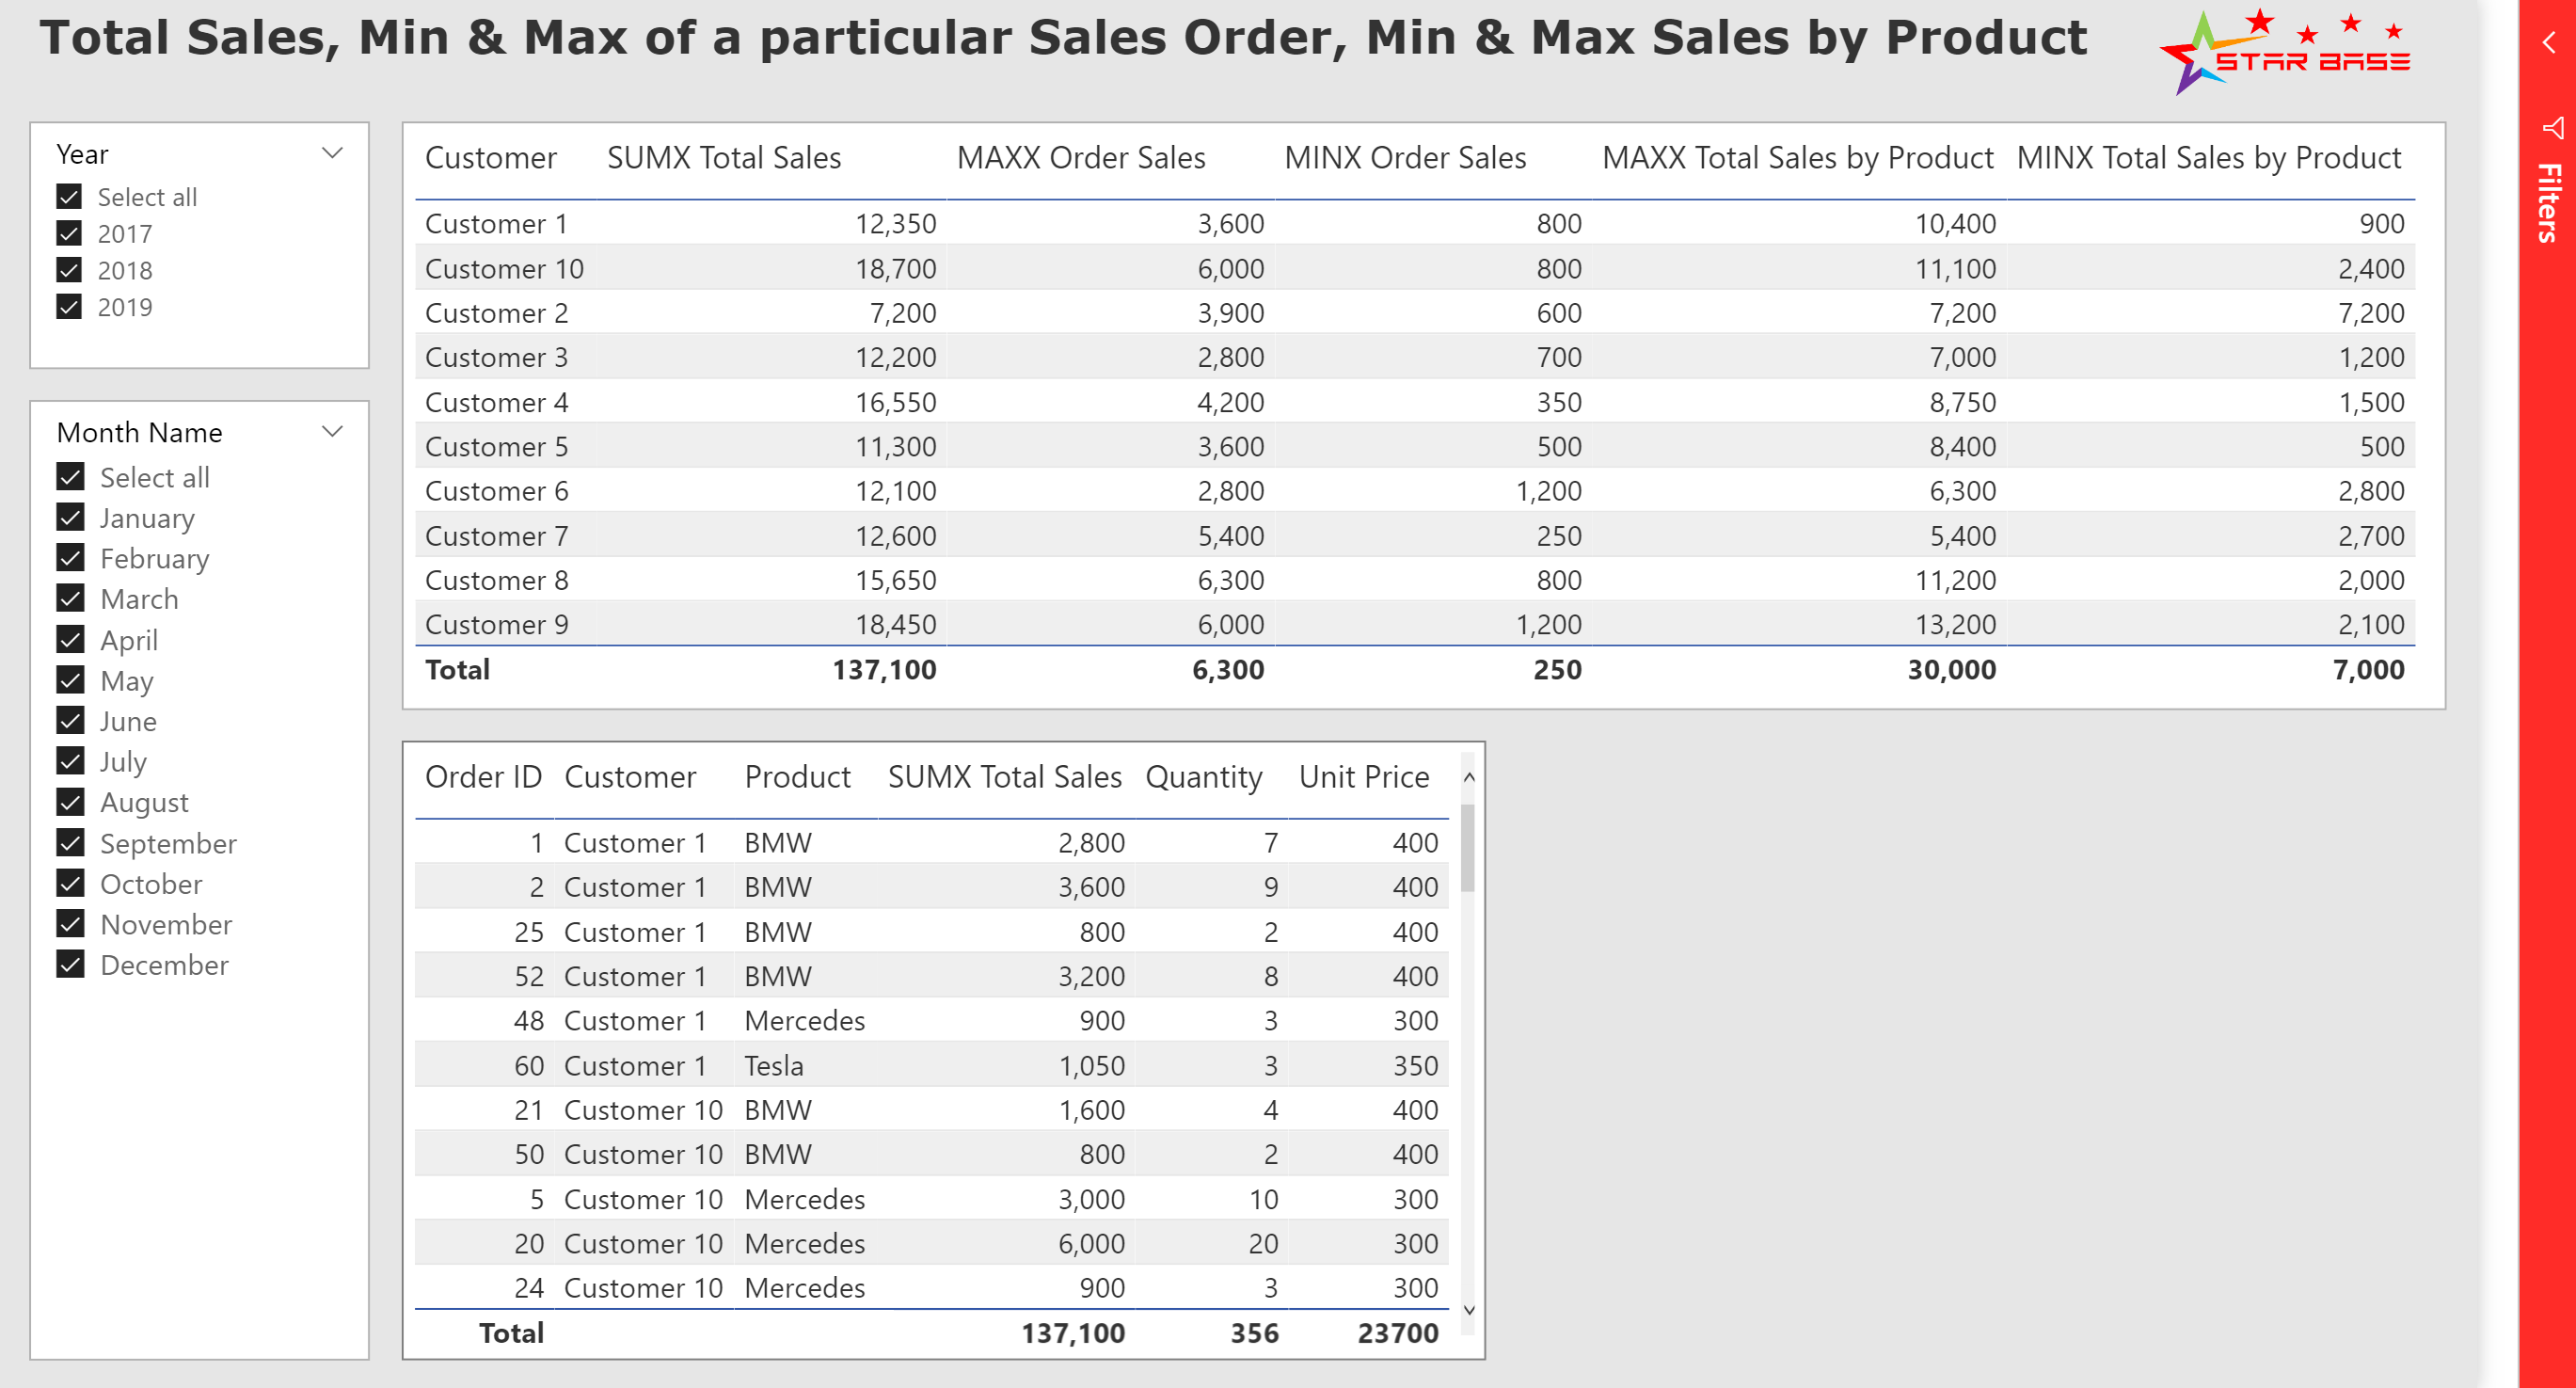 Total Sales, Min & Max of a particular Sales Order, Min & Max Sales by Product
STAR BASE
Filters
Year
Select all
2017
2018
2019
Month Name
Select all
January
February
March
April
May
June
July
August
September
October
November
December
Customer SUMX Total Sales MAXX Order Sales MINX Order Sales MAXX Total Sales by Product MINX Total Sales by Product
Customer 1 12,350 3,600 800 10,400 900
Customer 10 18,700 6,000 800 11,100 2,400
Customer 2 7,200 3,900 600 7,200 7,200
Customer 3 12,200 2,800 700 7,000 1,200
Customer 4 16,550 4,200 350 8,750 1,500
Customer 5 11,300 3,600 500 8,400 500
Customer 6 12,100 2,800 1,200 6,300 2,800
Customer 7 12,600 5,400 250 5,400 2,700
Customer 8 15,650 6,300 800 11,200 2,000
Customer 9 18,450 6,000 1,200 13,200 2,100
Total 137,100 6,300 250 30,000 7,000
Order ID Customer Product SUMX Total Sales Quantity Unit Price
1 Customer 1 BMW 2,800 7 400
2 Customer 1 BMW 3,600 9 400
25 Customer 1 BMW 800 2 400
52 Customer 1 BMW 3,200 8 400
48 Customer 1 Mercedes 900 3 300
60 Customer 1 Tesla 1,050 3 350
21 Customer 10 BMW 1,600 4 400
50 Customer 10 BMW 800 2 400
5 Customer 10 Mercedes 3,000 10 300
20 Customer 10 Mercedes 6,000 20 300
24 Customer 10 Mercedes 900 3 300
Total 137,100 356 23700